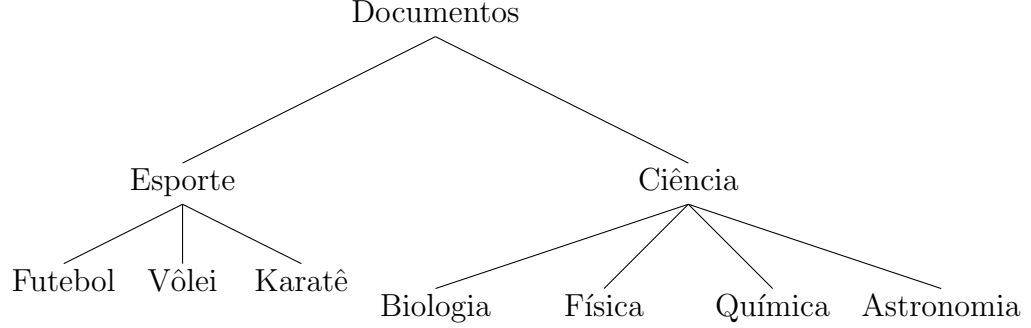 Documentos
Esporte Ciência
Futebol Vôlei Karatê
Biologia Física Química Astronomia